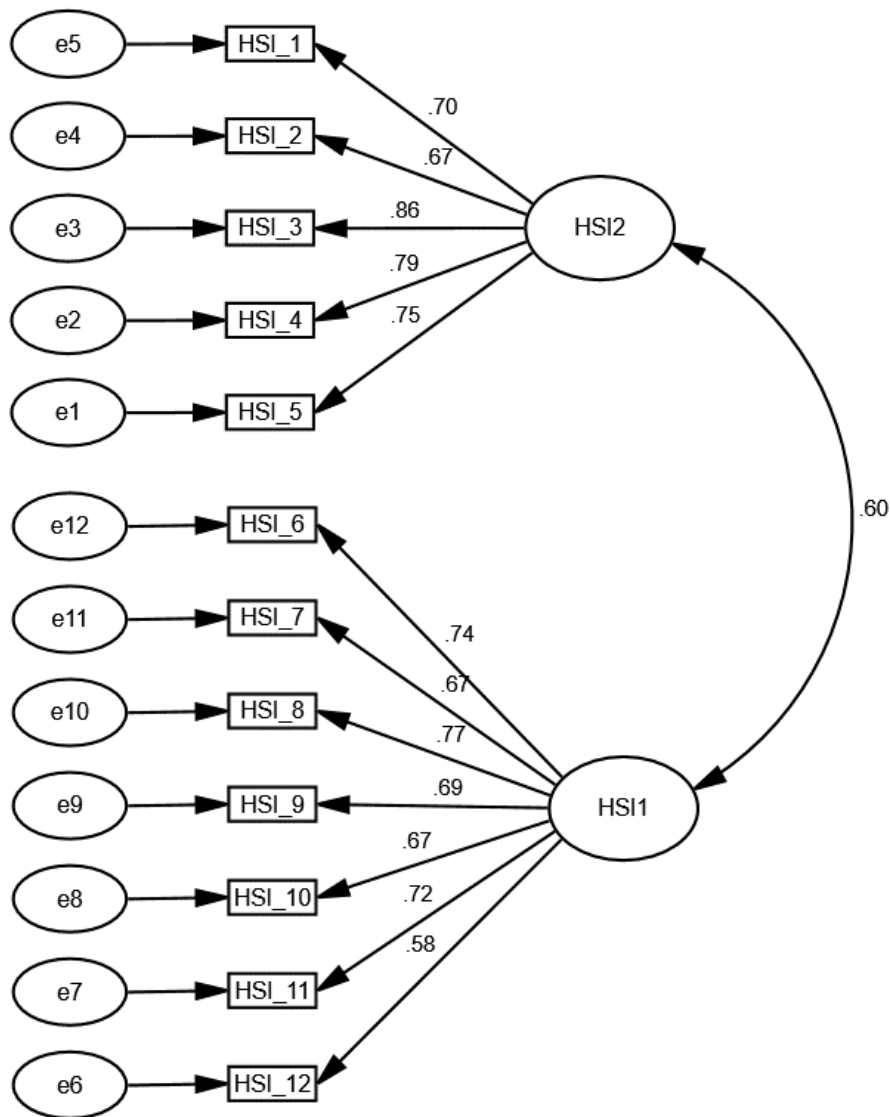 e5
HSI_1
.70
e4
HSI_2
.67
e3
HSI_3
.86
HSI2
e2
HSI_4
.79
e1
HSI_5
.75
.60
e12
HSI_6
.74
e11
HSI_7
.67
e10
HSI_8
.77
e9
HSI_9
.69
HSI1
e8
HSI_10
.67
e7
HSI_11
.72
e6
HSI_12
.58